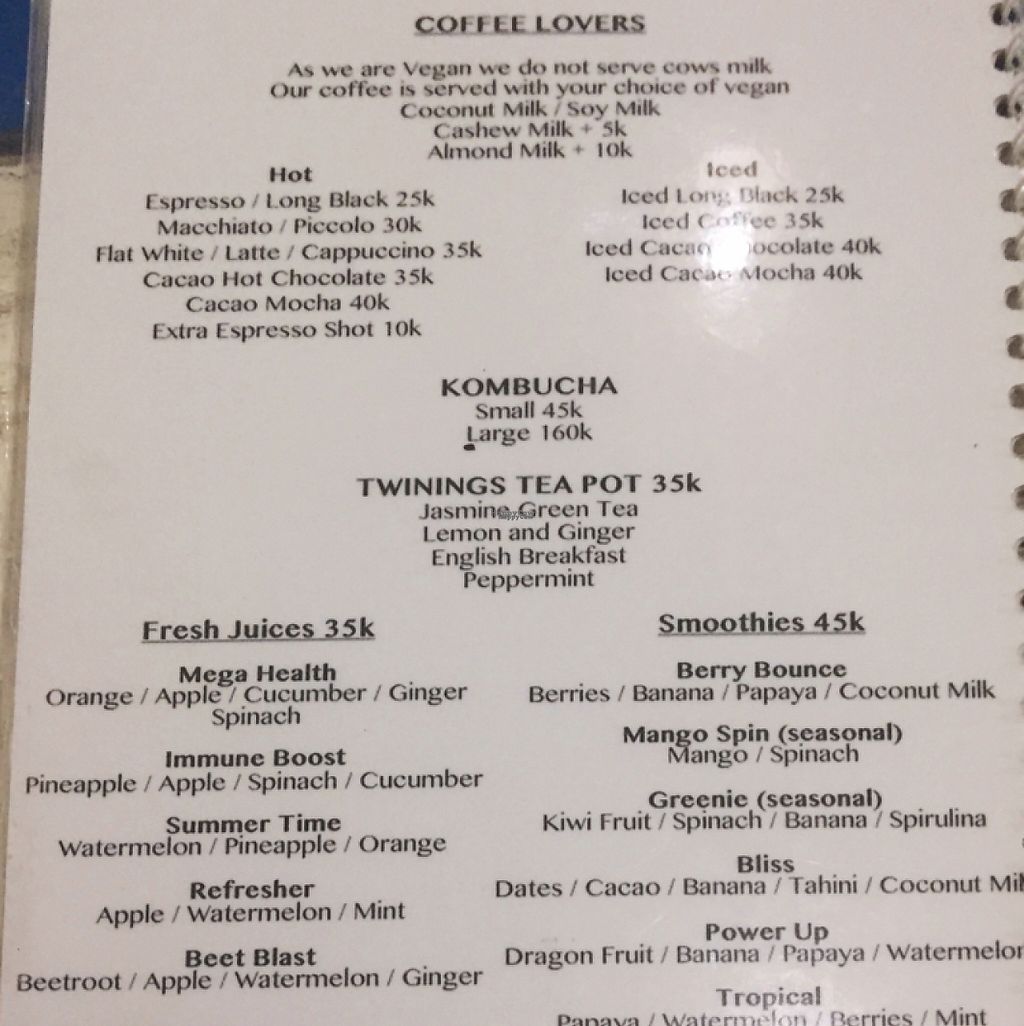 COFFEE LOVERS
As we are Vegan we do not serve cows milk
Our coffee is served with your choice of vegan
Coconut Milk / Soy Milk
Cashew Milk + 5k
Almond Milk + 10k
Hot
Espresso / Long Black 25k
Macchiato / Piccolo 30k
Flat White / Latte / Cappuccino 35k
Cacao Hot Chocolate 35k
Cacao Mocha 40k
Extra Espresso Shot 10k
Iced
Iced Long Black 25k
Iced Coffee 35k
Iced Cacao Chocolate 40k
Iced Cacao Mocha 40k
KOMBUCHA
Small 45k
Large 160k
TWININGS TEA POT 35k
Jasmine Green Tea
Lemon and Ginger
English Breakfast
Peppermint
Fresh Juices 35k
Mega Health
Orange / Apple / Cucumber / Ginger
Spinach
Immune Boost
Pineapple / Apple / Spinach / Cucumber
Summer Time
Watermelon / Pineapple / Orange
Refresher
Apple / Watermelon / Mint
Beet Blast
Beetroot / Apple / Watermelon / Ginger
Smoothies 45k
Berry Bounce
Berries / Banana / Papaya / Coconut Milk
Mango Spin (seasonal)
Mango / Spinach
Greenie (seasonal)
Kiwi Fruit / Spinach / Banana / Spirulina
Bliss
Dates / Cacao / Banana / Tahini / Coconut Mil
Power Up
Dragon Fruit / Banana / Papaya / Watermelon
Tropical
Papaya / Watermelon / Berries / Mint